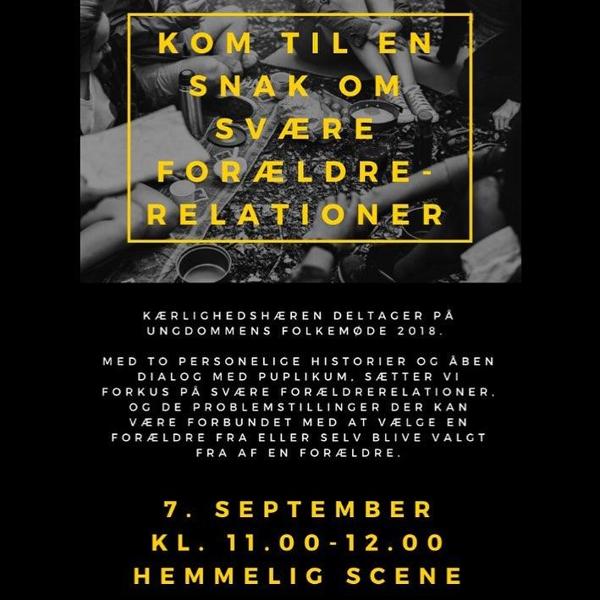 KOM TIL EN
SNAK OM
SVÆRE
FORÆLDRE-
RELATIONER
KÆRLIGHEDSHÆREN DELTAGER PÅ
UNGDOMMENS FOLKEMØDE 2018.
MED TO PERSONELIGE HISTORIER OG ÅBEN
DIALOG MED PUPLIKUM, SÆTTER VI
FORKUS PÅ SVÆRE FORÆLDRERELATIONER,
OG DE PROBLEMSTILLINGER DER KAN
VÆRE FORBUNDET MED AT VÆLGE EN
FORÆLDRE FRA ELLER SELV BLIVE VALGT
FRA AF EN FORÆLDRE.
7. SEPTEMBER
KL. 11.00-12.00
HEMMELIG SCENE